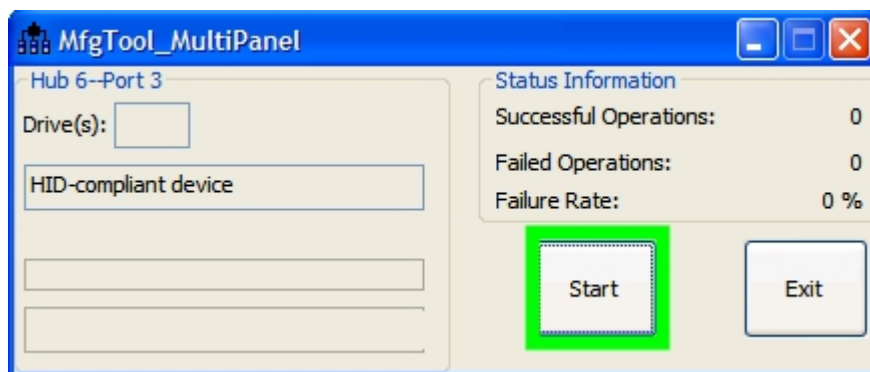 MfgTool_MultiPanel
Hub 6--Port 3
Drive(s):
HID-compliant device
Status Information
Successful Operations: 0
Failed Operations: 0
Failure Rate: 0 %
Start
Exit